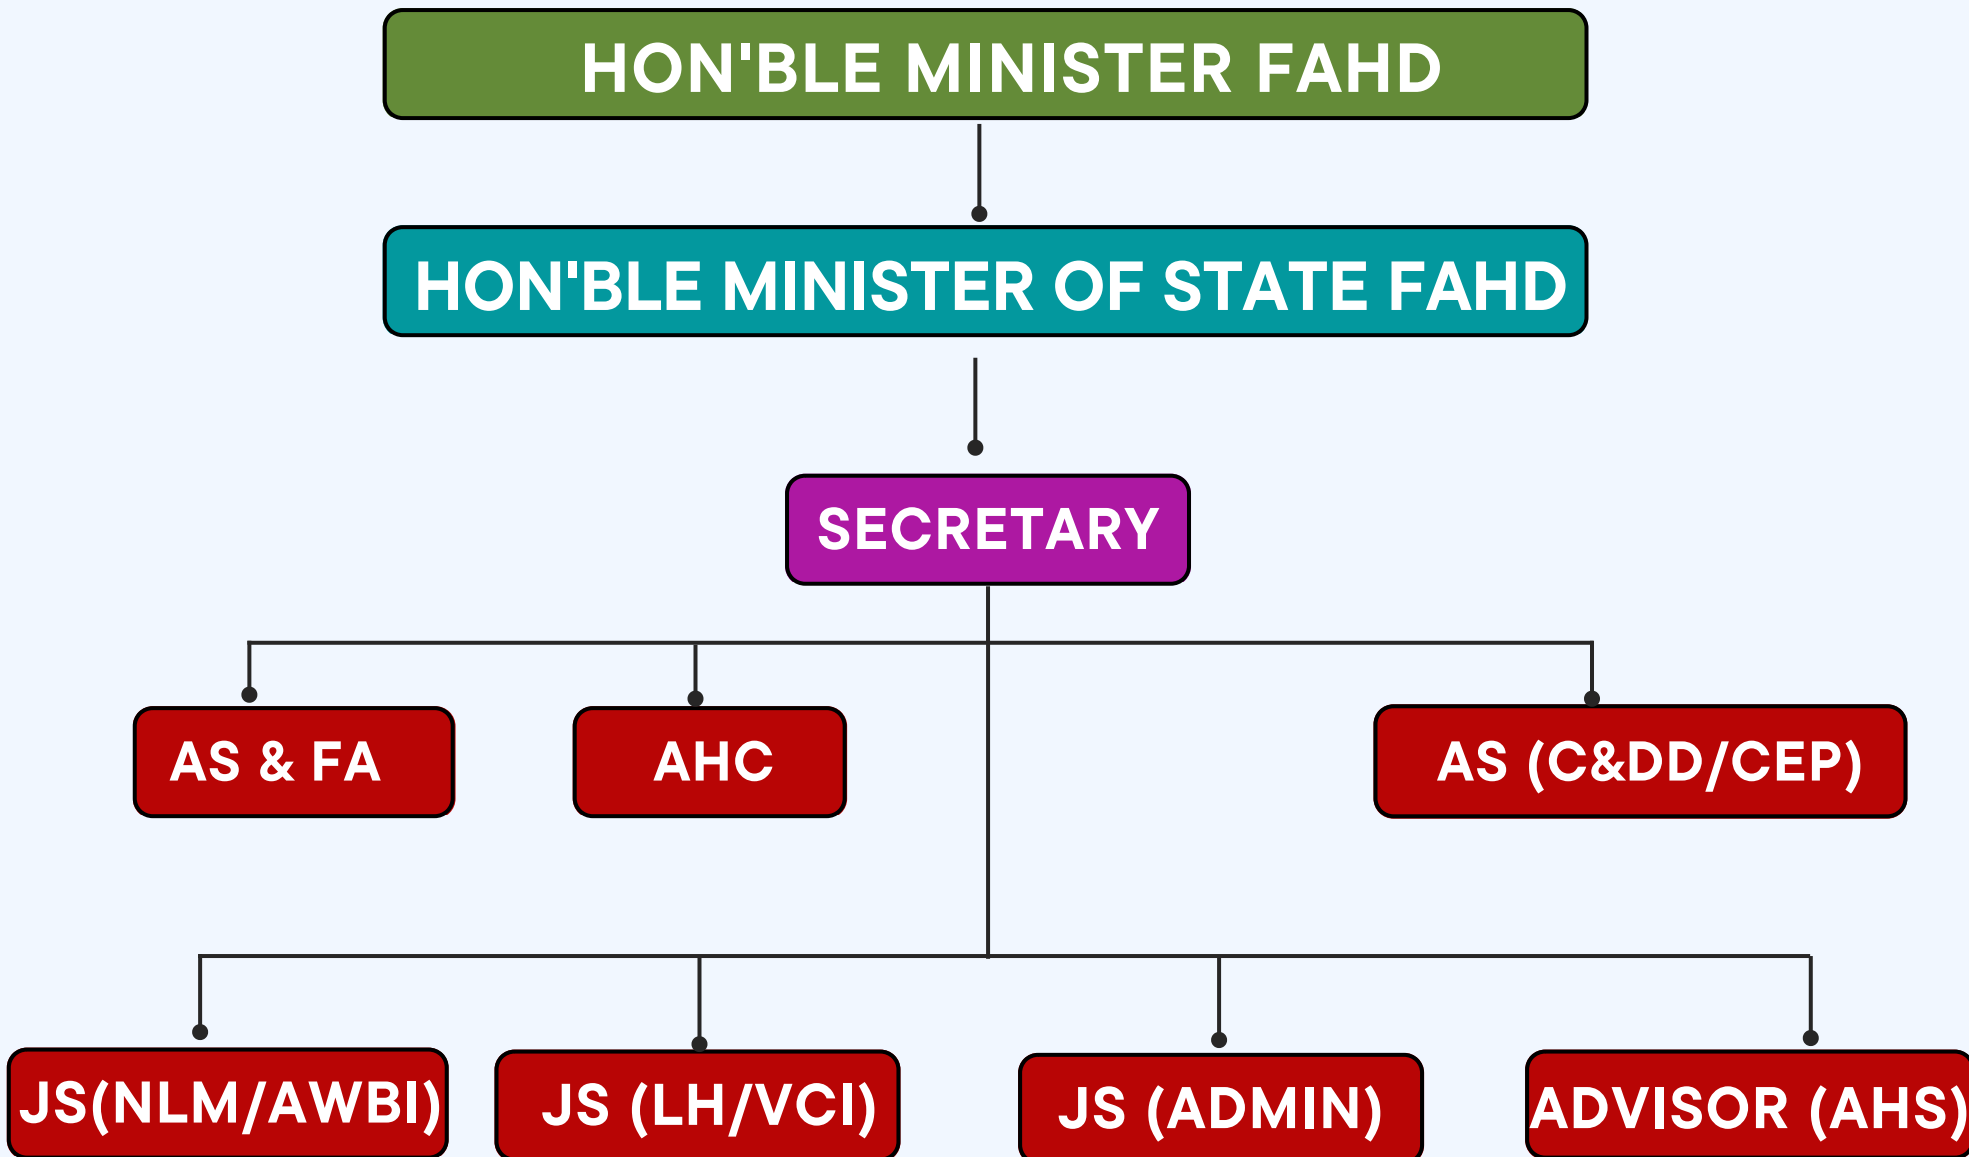 HON'BLE MINISTER FAHD
HON'BLE MINISTER OF STATE FAHD
SECRETARY
AS & FA
AHC
AS (C&DD/CEP)
JS(NLM/AWBI)
JS (LH/VCI)
JS (ADMIN)
ADVISOR (AHS)